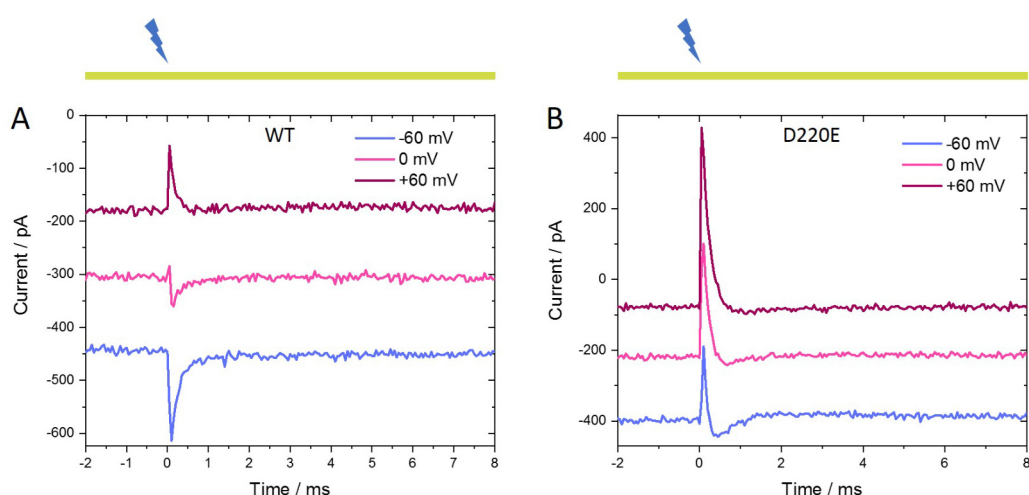 A
WT
-60 mV
0 mV
+60 mV
Current / pA
0
-100
-200
-300
-400
-500
-600
-2 -1 0 1 2 3 4 5 6 7 8
Time / ms
B
D220E
-60 mV
0 mV
+60 mV
Current / pA
400
200
0
-200
-400
-2 0 2 4 6 8
Time / ms